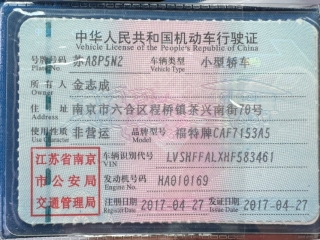 中华人民共和国机动车行驶证
Vehicle License of the People's Republic of China
号牌号码 苏A8P5N2 车辆类型 小型轿车
Plate No. Vehicle Type
所有人 金志成
Owner
住址 南京市六合区程桥镇茶兴南街70号
Address
使用性质 非营运 品牌型号 福特牌CAF7153A5
Use Character Model
江苏省南京市公安局交通管理局
车辆识别代号 LVSHFFALXHF583461
VIN
发动机号码 HA010169
Engine No.
注册日期 2017-04-27 发证日期 2017-04-27
Register Date Issue Date